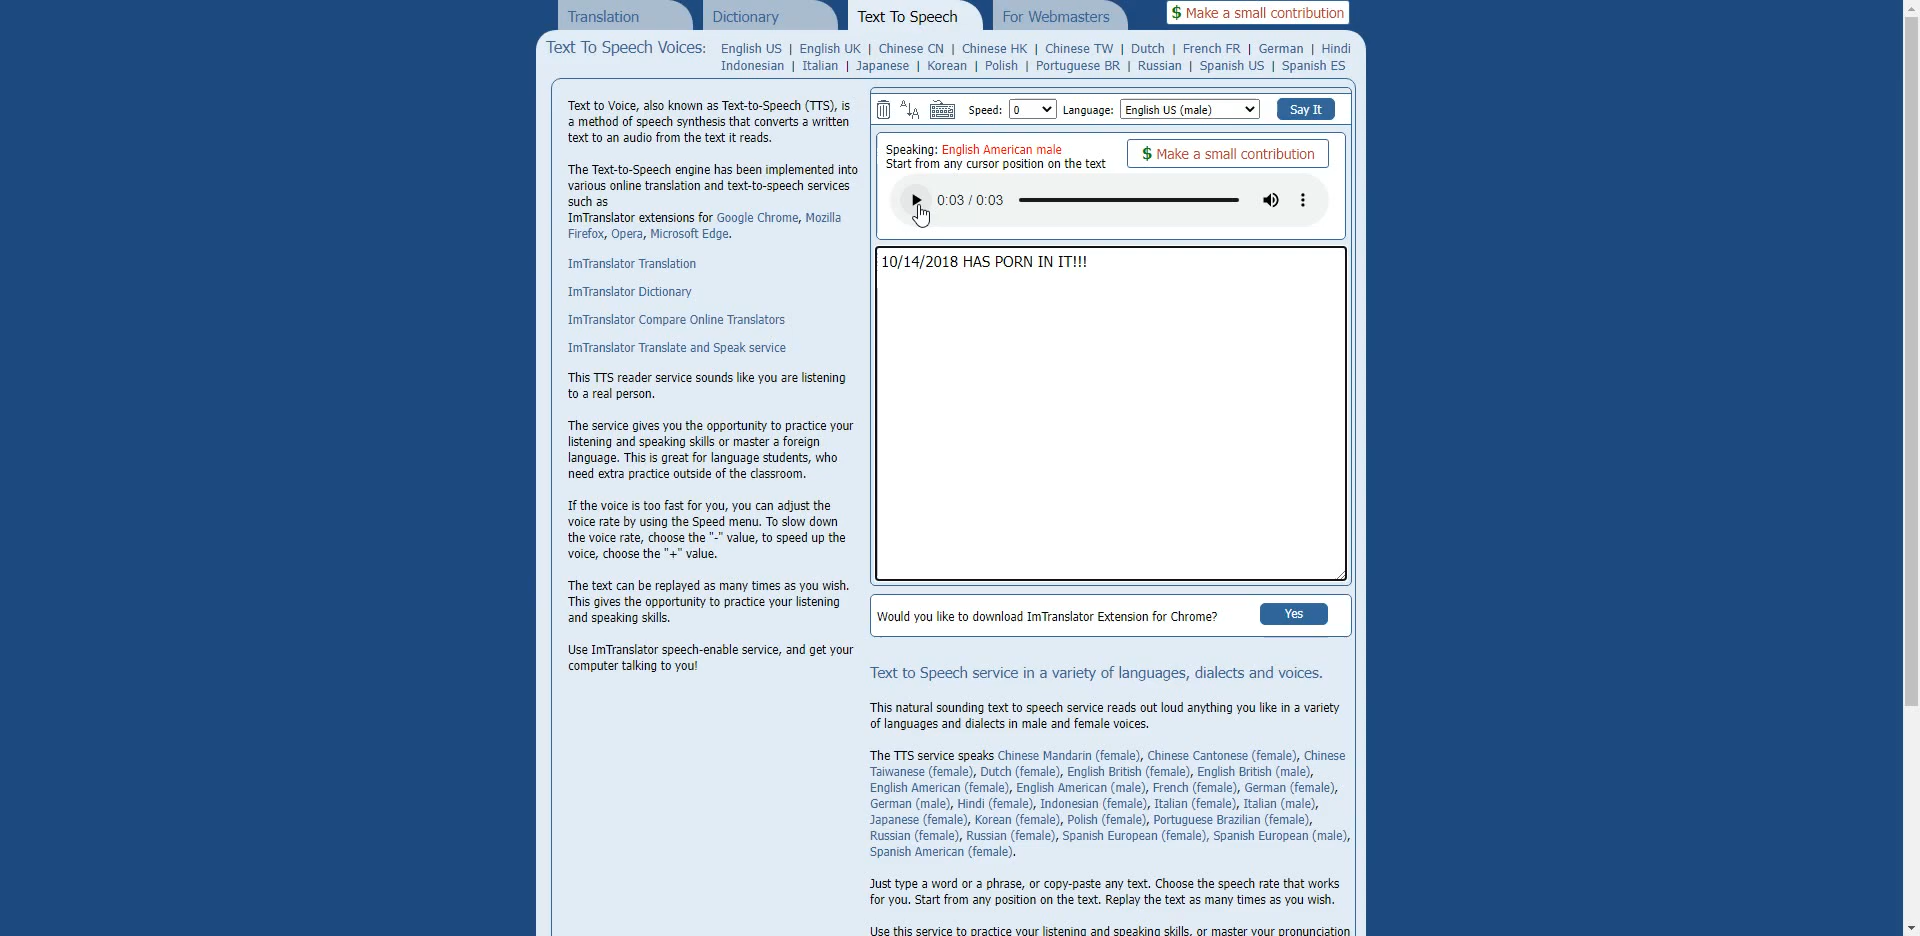 Translation
Dictionary
Text To Speech
For Webmasters
$ Make a small contribution
Text To Speech Voices:
English US | English UK | Chinese CN | Chinese HK | Chinese TW | Dutch | French FR | German | Hindi
Indonesian | Italian | Japanese | Korean | Polish | Portuguese BR | Russian | Spanish US | Spanish ES
Text to Voice, also known as Text-to-Speech (TTS), is
a method of speech synthesis that converts a written
text to an audio from the text it reads.
The Text-to-Speech engine has been implemented into
various online translation and text-to-speech services
such as
ImTranslator extensions for Google Chrome, Mozilla
Firefox, Opera, Microsoft Edge.
ImTranslator Translation
ImTranslator Dictionary
ImTranslator Compare Online Translators
ImTranslator Translate and Speak service
This TTS reader service sounds like you are listening
to a real person.
The service gives you the opportunity to practice your
listening and speaking skills or master a foreign
language. This is great for language students, who
need extra practice outside of the classroom.
If the voice is too fast for you, you can adjust the
voice rate by using the Speed menu. To slow down
the voice rate, choose the "-" value, to speed up the
voice, choose the "+" value.
The text can be replayed as many times as you wish.
This gives the opportunity to practice your listening
and speaking skills.
Use ImTranslator speech-enable service, and get your
computer talking to you!
Speed: 0 Language: English US (male) Say It
Speaking: English American male
Start from any cursor position on the text
$ Make a small contribution
0:03 / 0:03
10/14/2018 HAS PORN IN IT!!!
Would you like to download ImTranslator Extension for Chrome? Yes
Text to Speech service in a variety of languages, dialects and voices.
This natural sounding text to speech service reads out loud anything you like in a variety
of languages and dialects in male and female voices.
The TTS service speaks Chinese Mandarin (female), Chinese Cantonese (female), Chinese
Taiwanese (female), Dutch (female), English British (female), English British (male),
English American (female), English American (male), French (female), German (female),
German (male), Hindi (female), Indonesian (female), Italian (female), Italian (male),
Japanese (female), Korean (female), Polish (female), Portuguese Brazilian (female),
Russian (female), Russian (female), Spanish European (female), Spanish European (male),
Spanish American (female).
Just type a word or a phrase, or copy-paste any text. Choose the speech rate that works
for you. Start from any position on the text. Replay the text as many times as you wish.
Use this service to practice your listening and speaking skills, or master your pronunciation